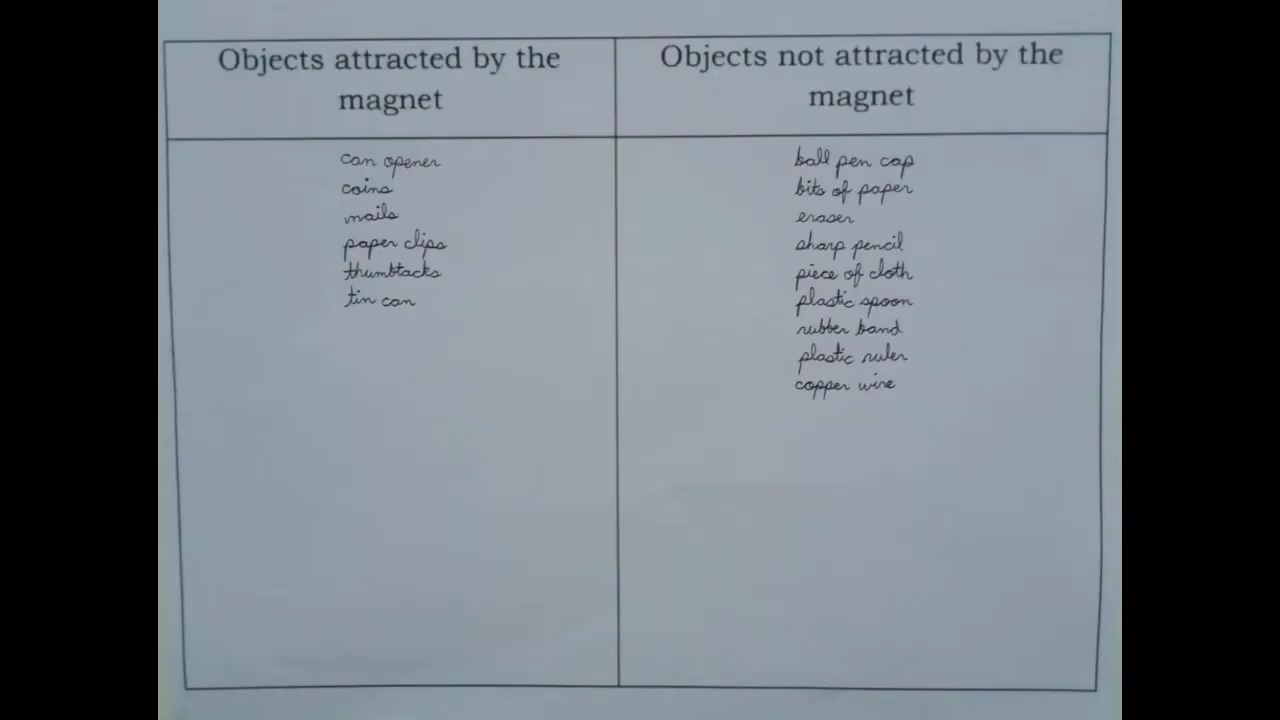 Objects attracted by the
magnet
can opener
coins
nails
paper clips
thumbtacks
tin can
Objects not attracted by the
magnet
ball pen cap
bits of paper
eraser
sharp pencil
piece of cloth
plastic spoon
rubber band
plastic ruler
copper wire